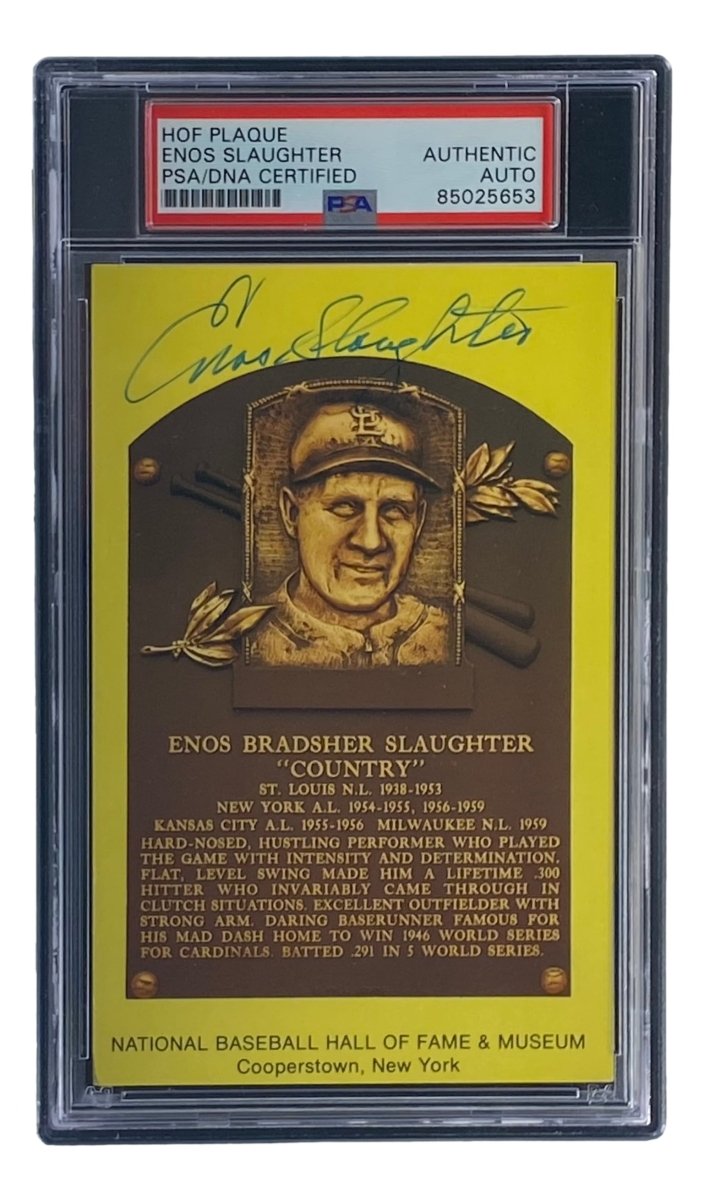 HOF PLAQUE
ENOS SLAUGHTER AUTHENTIC
PSA/DNA CERTIFIED AUTO
PSA 85025653
Enos Slaughter
STL
ENOS BRADSHER SLAUGHTER
"COUNTRY"
ST. LOUIS N.L. 1938-1953
NEW YORK A.L. 1954-1955, 1956-1959
KANSAS CITY A.L. 1955-1956 MILWAUKEE N.L. 1959
HARD-NOSED, HUSTLING PERFORMER WHO PLAYED
THE GAME WITH INTENSITY AND DETERMINATION.
FLAT, LEVEL SWING MADE HIM A LIFETIME .300
HITTER WHO INVARIABLY CAME THROUGH IN
CLUTCH SITUATIONS. EXCELLENT OUTFIELDER WITH
STRONG ARM. DARING BASERUNNER FAMOUS FOR
HIS MAD DASH HOME TO WIN 1946 WORLD SERIES
FOR CARDINALS. BATTED .291 IN 5 WORLD SERIES.
NATIONAL BASEBALL HALL OF FAME & MUSEUM
Cooperstown, New York